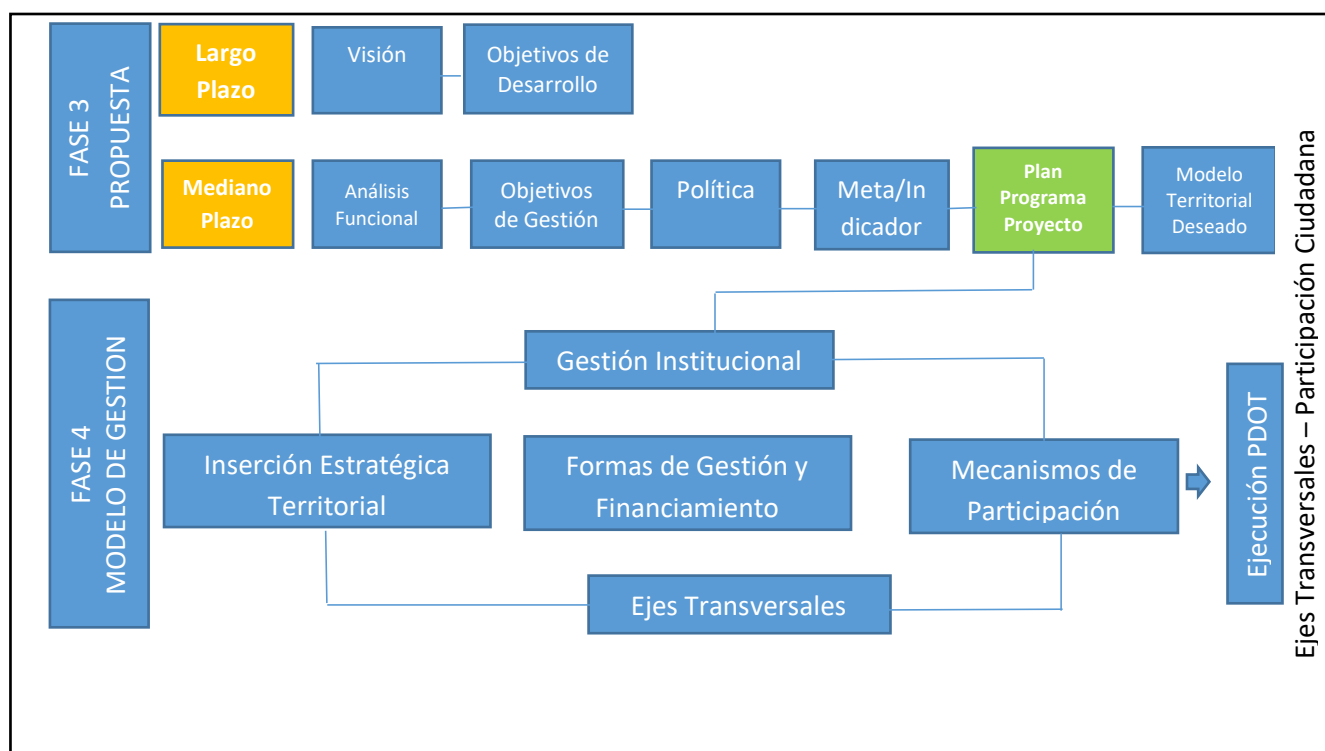 FASE 3
PROPUESTA
Largo
Plazo
Visión
Objetivos de
Desarrollo
Mediano
Plazo
Análisis
Funcional
Objetivos
de Gestión
Política
Meta/In
dicador
Plan
Programa
Proyecto
Modelo
Territorial
Deseado
FASE 4
MODELO DE GESTION
Gestión Institucional
Inserción Estratégica
Territorial
Formas de Gestión y
Financiamiento
Mecanismos de
Participación
Ejes Transversales
Ejecución PDOT
Ejes Transversales – Participación Ciudadana